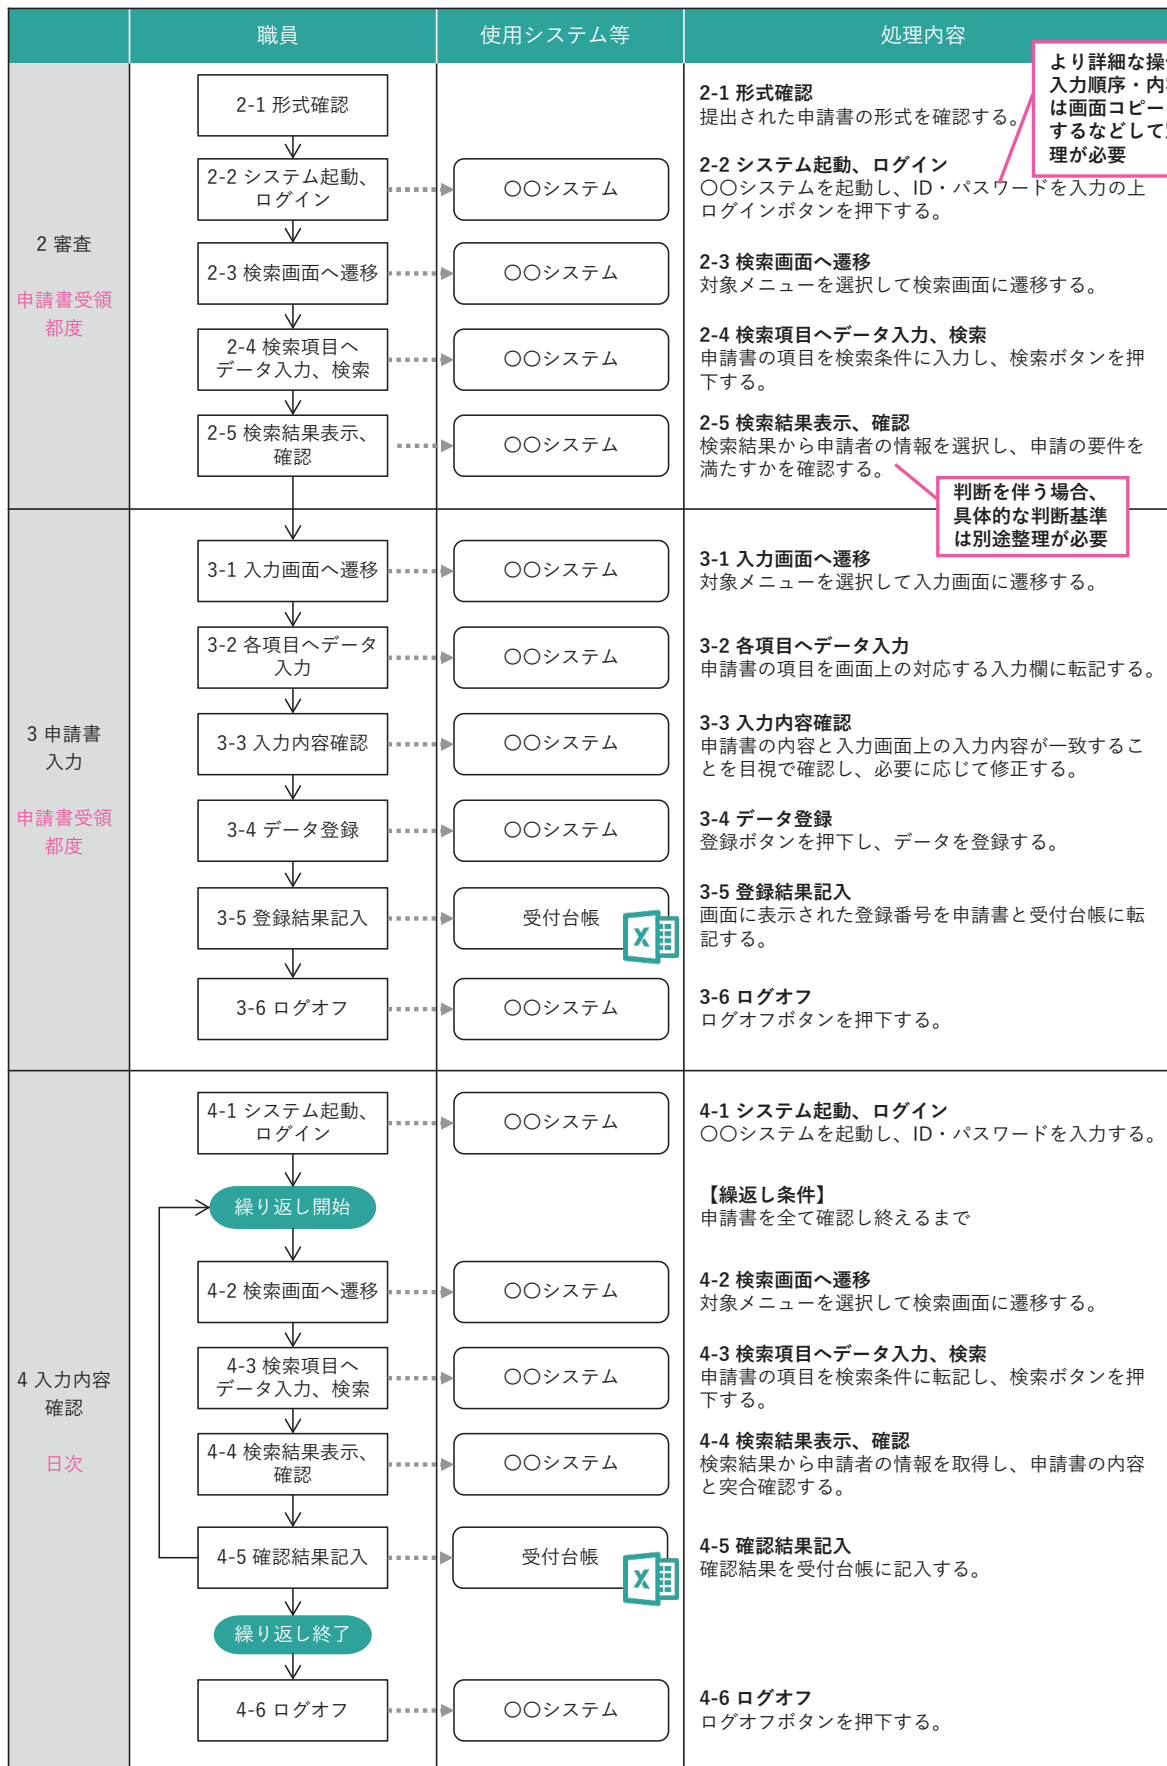 職員
使用システム等
処理内容
より詳細な操
入力順序・内
は画面コピー
するなどして
理が必要
2 審査
申請書受領
都度
2-1 形式確認
2-1 形式確認
提出された申請書の形式を確認する。
2-2 システム起動、
ログイン
〇〇システム
2-2 システム起動、ログイン
〇〇システムを起動し、ID・パスワードを入力の上
ログインボタンを押下する。
2-3 検索画面へ遷移
〇〇システム
2-3 検索画面へ遷移
対象メニューを選択して検索画面に遷移する。
2-4 検索項目へ
データ入力、検索
〇〇システム
2-4 検索項目へデータ入力、検索
申請書の項目を検索条件に入力し、検索ボタンを押
下する。
2-5 検索結果表示、
確認
〇〇システム
2-5 検索結果表示、確認
検索結果から申請者の情報を選択し、申請の要件を
満たすかを確認する。
判断を伴う場合、
具体的な判断基準
は別途整理が必要
3 申請書
入力
申請書受領
都度
3-1 入力画面へ遷移
〇〇システム
3-1 入力画面へ遷移
対象メニューを選択して入力画面に遷移する。
3-2 各項目へデータ
入力
〇〇システム
3-2 各項目へデータ入力
申請書の項目を画面上の対応する入力欄に転記する。
3-3 入力内容確認
〇〇システム
3-3 入力内容確認
申請書の内容と入力画面上の入力内容が一致するこ
とを目視で確認し、必要に応じて修正する。
3-4 データ登録
〇〇システム
3-4 データ登録
登録ボタンを押下し、データを登録する。
3-5 登録結果記入
受付台帳
X
3-5 登録結果記入
画面に表示された登録番号を申請書と受付台帳に転
記する。
3-6 ログオフ
〇〇システム
3-6 ログオフ
ログオフボタンを押下する。
4 入力内容
確認
日次
4-1 システム起動、
ログイン
〇〇システム
4-1 システム起動、ログイン
〇〇システムを起動し、ID・パスワードを入力する。
繰り返し開始
【繰返し条件】
申請書を全て確認し終えるまで
4-2 検索画面へ遷移
〇〇システム
4-2 検索画面へ遷移
対象メニューを選択して検索画面に遷移する。
4-3 検索項目へ
データ入力、検索
〇〇システム
4-3 検索項目へデータ入力、検索
申請書の項目を検索条件に転記し、検索ボタンを押
下する。
4-4 検索結果表示、
確認
〇〇システム
4-4 検索結果表示、確認
検索結果から申請者の情報を取得し、申請書の内容
と突合確認する。
4-5 確認結果記入
受付台帳
X
4-5 確認結果記入
確認結果を受付台帳に記入する。
繰り返し終了
4-6 ログオフ
〇〇システム
4-6 ログオフ
ログオフボタンを押下する。